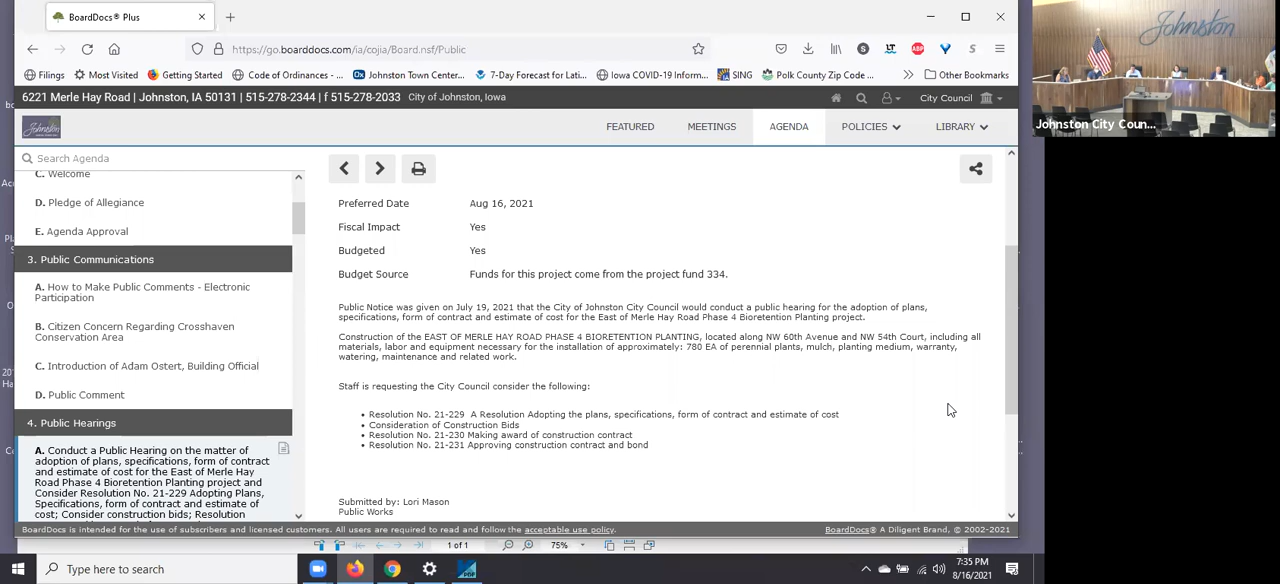 BoardDocs® Plus
https://go.boarddocs.com/ia/cojia/Board.nsf/Public
Filings
Most Visited
Getting Started
Code of Ordinances - ...
Johnston Town Center...
7-Day Forecast for Lati...
Iowa COVID-19 Inform...
SING
Polk County Zip Code ...
Other Bookmarks
6221 Merle Hay Road | Johnston, IA 50131 | 515-278-2344 | f 515-278-2033 City of Johnston, Iowa
City Council
Johnston
FEATURED
MEETINGS
AGENDA
POLICIES
LIBRARY
Search Agenda
C. Welcome
D. Pledge of Allegiance
E. Agenda Approval
3. Public Communications
A. How to Make Public Comments - Electronic
Participation
B. Citizen Concern Regarding Crosshaven
Conservation Area
C. Introduction of Adam Ostert, Building Official
D. Public Comment
4. Public Hearings
A. Conduct a Public Hearing on the matter of
adoption of plans, specifications, form of contract
and estimate of cost for the East of Merle Hay
Road Phase 4 Bioretention Planting project and
Consider Resolution No. 21-229 Adopting Plans,
Specifications, form of contract and estimate of
cost; Consider construction bids; Resolution
Preferred Date Aug 16, 2021
Fiscal Impact Yes
Budgeted Yes
Budget Source Funds for this project come from the project fund 334.
Public Notice was given on July 19, 2021 that the City of Johnston City Council would conduct a public hearing for the adoption of plans,
specifications, form of contract and estimate of cost for the East of Merle Hay Road Phase 4 Bioretention Planting project.
Construction of the EAST OF MERLE HAY ROAD PHASE 4 BIORETENTION PLANTING, located along NW 60th Avenue and NW 54th Court, including all
materials, labor and equipment necessary for the installation of approximately: 780 EA of perennial plants, mulch, planting medium, warranty,
watering, maintenance and related work.
Staff is requesting the City Council consider the following:
• Resolution No. 21-229 A Resolution Adopting the plans, specifications, form of contract and estimate of cost
• Consideration of Construction Bids
• Resolution No. 21-230 Making award of construction contract
• Resolution No. 21-231 Approving construction contract and bond
Submitted by: Lori Mason
Public Works
BoardDocs is intended for the use of subscribers and licensed customers. All users are required to read and follow the acceptable use policy.
BoardDocs® A Diligent Brand, © 2002-2021
1 of 1
75%
Type here to search
7:35 PM
8/16/2021
Johnston
Johnston City Coun...